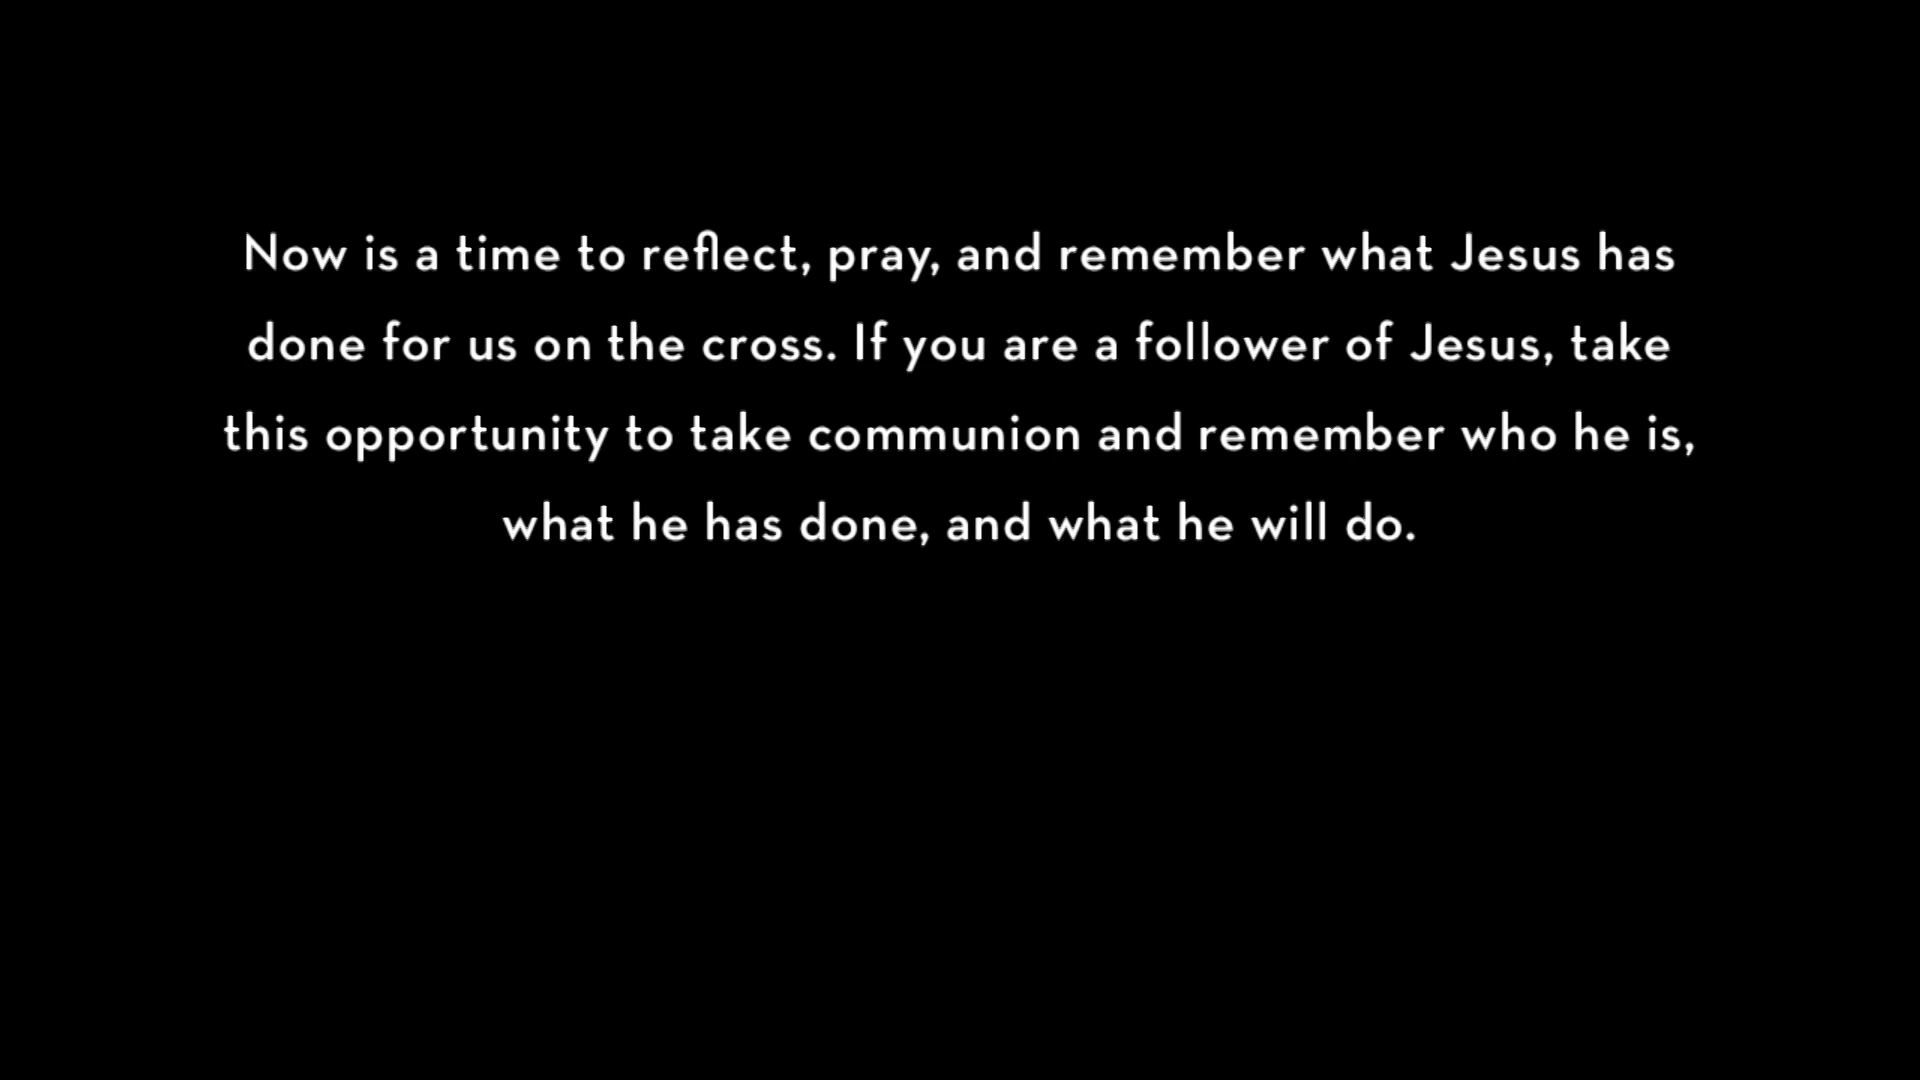 Now is a time to reflect, pray, and remember what Jesus has
done for us on the cross. If you are a follower of Jesus, take
this opportunity to take communion and remember who he is,
what he has done, and what he will do.